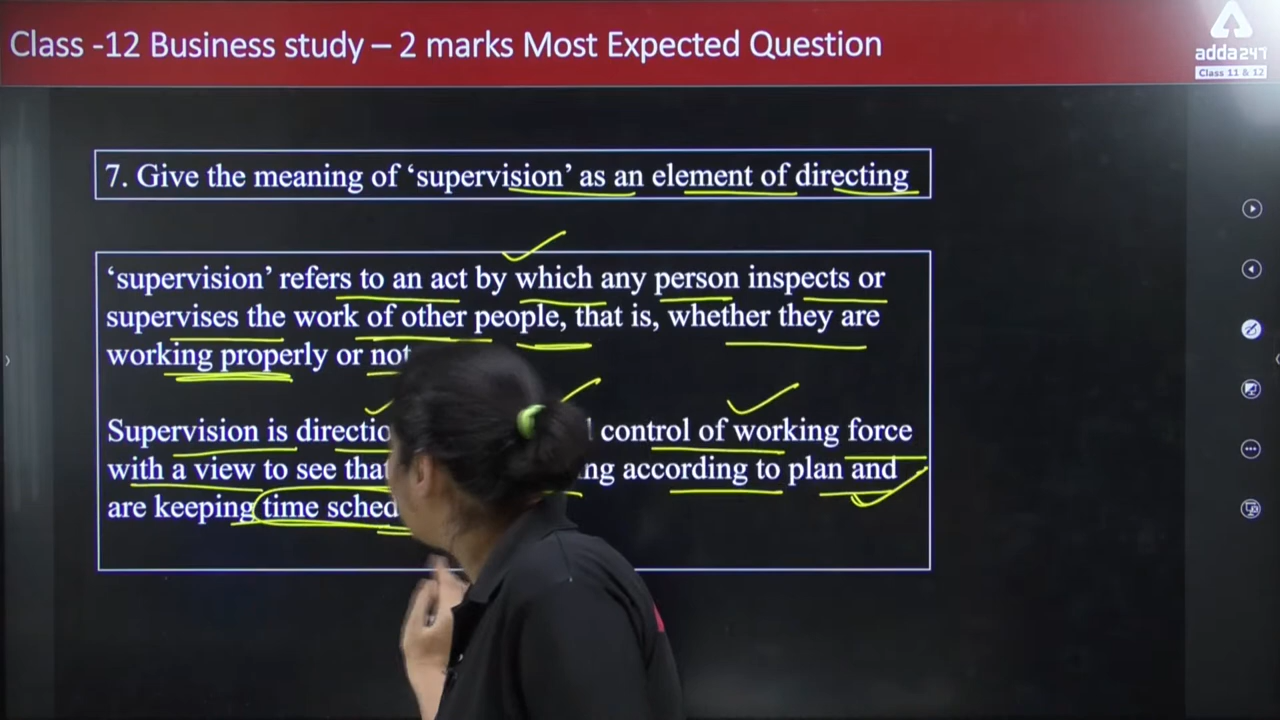 Class -12 Business study – 2 marks Most Expected Question
adda247
Class 11 & 12
7. Give the meaning of ‘supervision’ as an element of directing
‘supervision’ refers to an act by which any person inspects or
supervises the work of other people, that is, whether they are
working properly or not
Supervision is control of working force
with a view to see that according to plan and
are keeping time